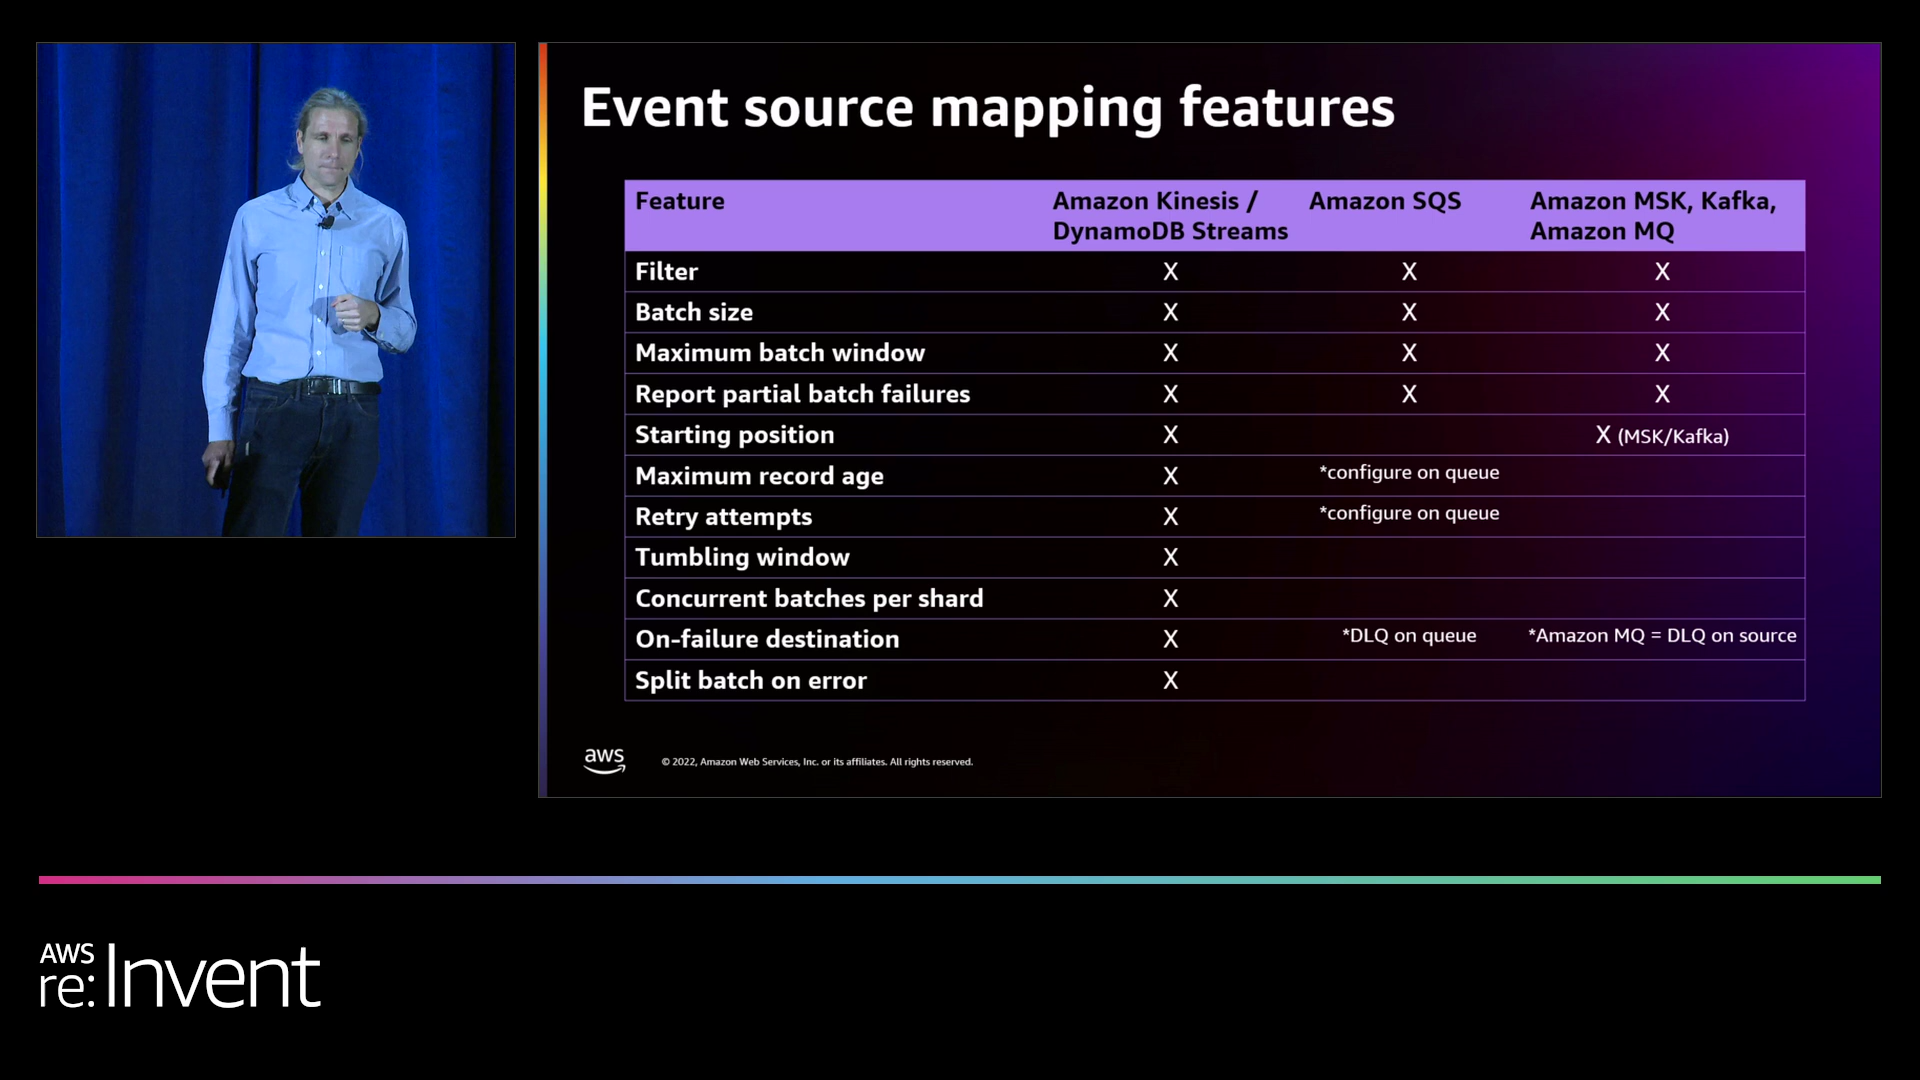 Event source mapping features
Feature Amazon Kinesis / Amazon SQS Amazon MSK, Kafka,
DynamoDB Streams Amazon MQ
Filter X X X
Batch size X X X
Maximum batch window X X X
Report partial batch failures X X X
Starting position X X (MSK/Kafka)
Maximum record age X *configure on queue
Retry attempts X *configure on queue
Tumbling window X
Concurrent batches per shard X
On-failure destination X *DLQ on queue *Amazon MQ = DLQ on source
Split batch on error X
aws © 2022, Amazon Web Services, Inc. or its affiliates. All rights reserved.
AWS
re:Invent